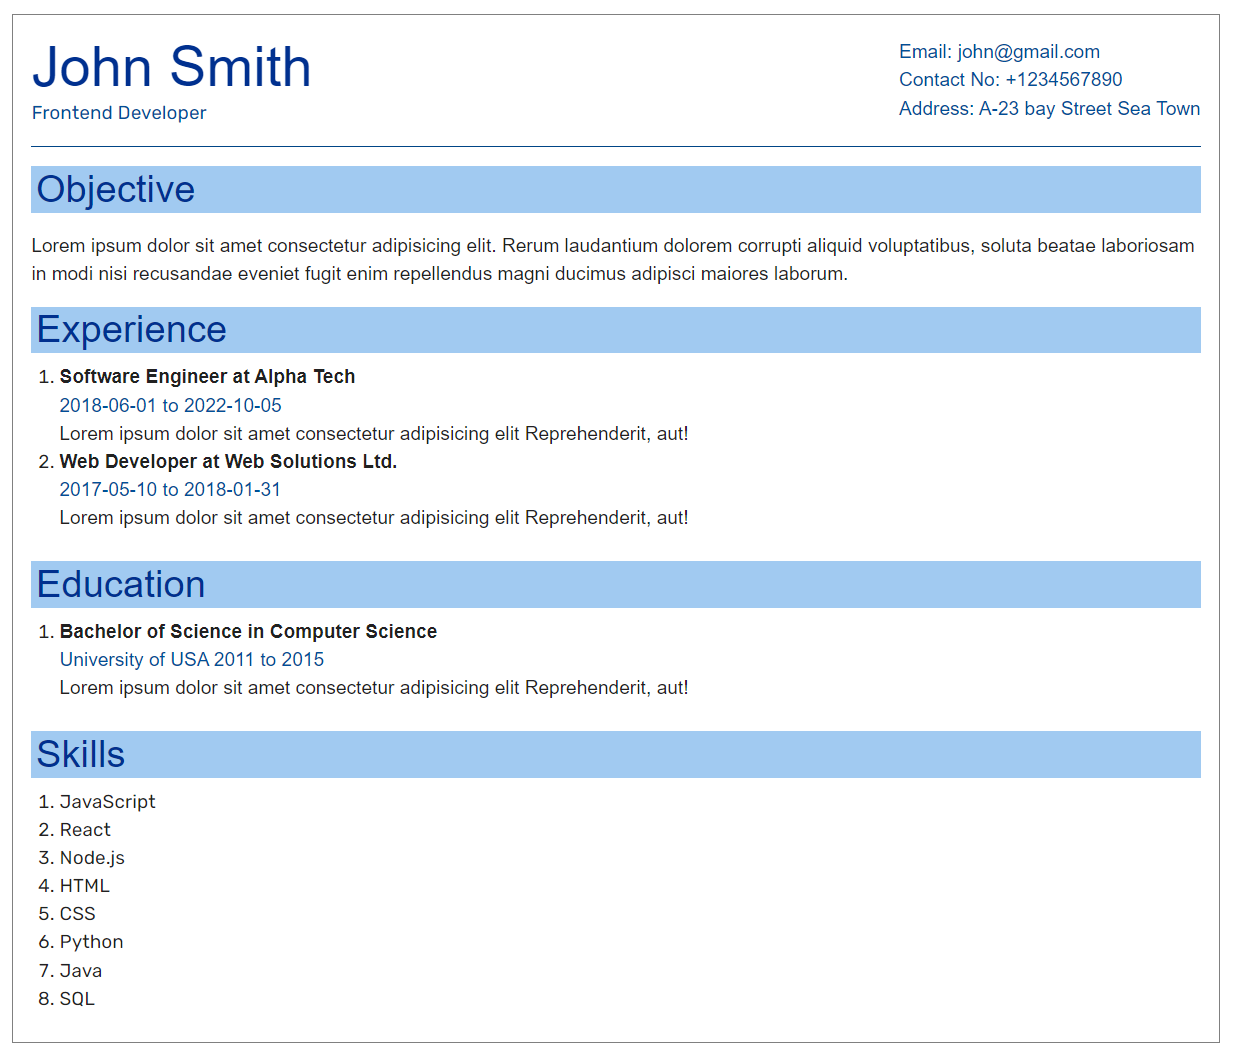 John Smith
Frontend Developer
Email: john@gmail.com
Contact No: +1234567890
Address: A-23 bay Street Sea Town
Objective
Lorem ipsum dolor sit amet consectetur adipisicing elit. Rerum laudantium dolorem corrupti aliquid voluptatibus, soluta beatae laboriosam
in modi nisi recusandae eveniet fugit enim repellendus magni ducimus adipisci maiores laborum.
Experience
1. Software Engineer at Alpha Tech
2018-06-01 to 2022-10-05
Lorem ipsum dolor sit amet consectetur adipisicing elit Reprehenderit, aut!
2. Web Developer at Web Solutions Ltd.
2017-05-10 to 2018-01-31
Lorem ipsum dolor sit amet consectetur adipisicing elit Reprehenderit, aut!
Education
1. Bachelor of Science in Computer Science
University of USA 2011 to 2015
Lorem ipsum dolor sit amet consectetur adipisicing elit Reprehenderit, aut!
Skills
1. JavaScript
2. React
3. Node.js
4. HTML
5. CSS
6. Python
7. Java
8. SQL